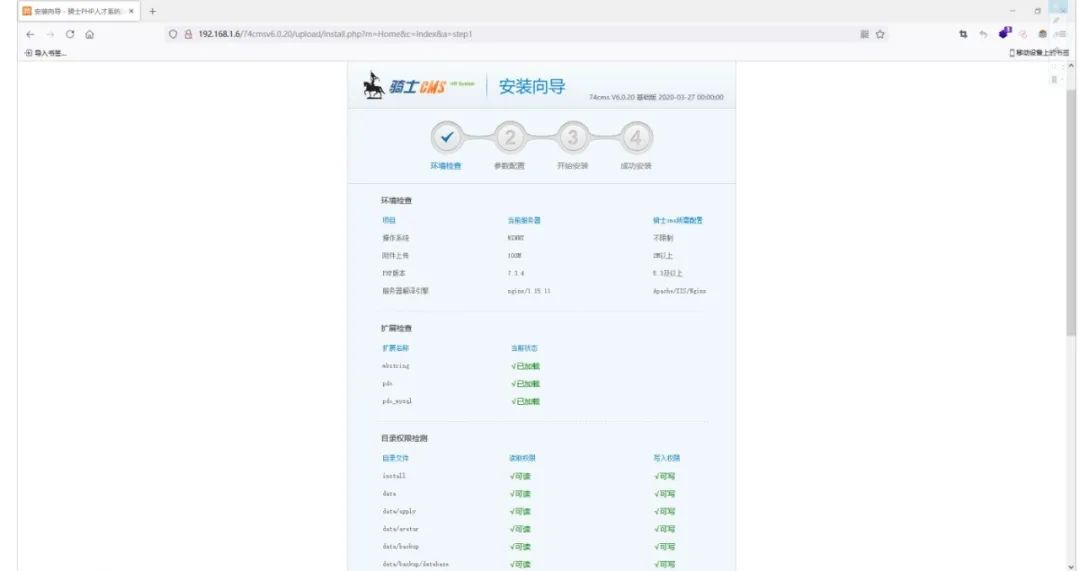 安装向导 - 骑士PHP人才系统
192.168.1.6/74cmsv6.0.20/upload/install.php?m=Home&c=index&a=step1
导入书签...
移动设备上的书签
骑士CMS HR System 安装向导
74cms V6.0.20 基础版 2020-03-27 00:00:00
1 2 3 4
环境检查 参数配置 开始安装 成功安装
环境检查
项目 当前服务器 骑士cms所需配置
操作系统 WINNT 不限制
附件上传 100M 2M以上
PHP版本 7.3.4 5.3及以上
服务器解译引擎 nginx/1.15.11 Apache/IIS/Nginx
扩展检查
扩展名称 当前状态
mbstring √已加载
pdo √已加载
pdo_mysql √已加载
目录权限检测
目录文件 读取权限 写入权限
install √可读 √可写
data √可读 √可写
data/apply √可读 √可写
data/avatar √可读 √可写
data/backup √可读 √可写
data/backup/database √可读 √可写